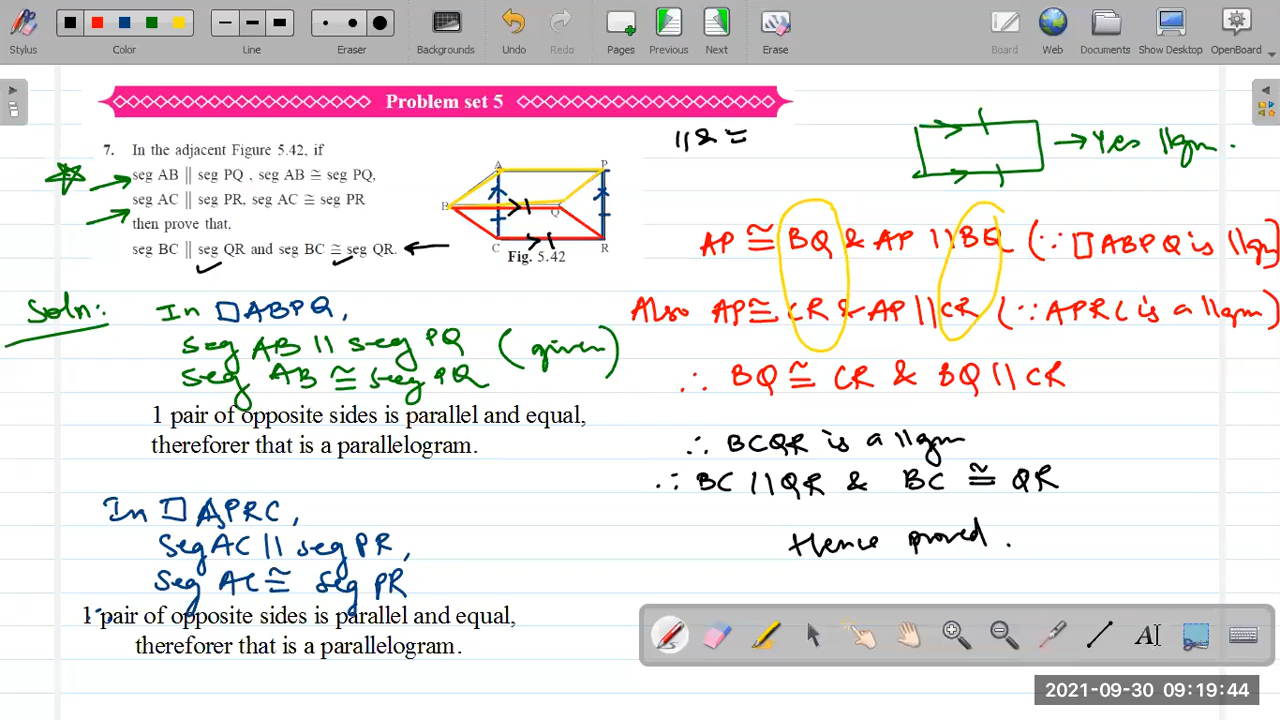 Stylus Color Line Eraser Backgrounds Undo Redo Pages Previous Next Erase Board Web Documents Show Desktop OpenBoard
Problem set 5
7. In the adjacent Figure 5.42, if
seg AB || seg PQ , seg AB ≅ seg PQ,
seg AC || seg PR, seg AC ≅ seg PR
then prove that,
seg BC || seg QR and seg BC ≅ seg QR.
A P
B Q
C R
Fig. 5.42
|| & =
→ Yes ||gm.
Soln: In □ABPQ,
seg AB || seg PQ (given)
seg AB ≅ seg PQ
1 pair of opposite sides is parallel and equal,
thereforer that is a parallelogram.
In □APRC,
Seg AC || seg PR,
Seg AC ≅ seg PR
1 pair of opposite sides is parallel and equal,
thereforer that is a parallelogram.
AP ≅ BQ & AP || BQ (∵ □ABPQ is ||gm)
Also AP ≅ CR & AP || CR (∵ APRC is a ||gm)
∴ BQ ≅ CR & BQ || CR
∴ BCQR is a ||gm
∴ BC || QR & BC ≅ QR
Hence proved.
2021-09-30 09:19:44